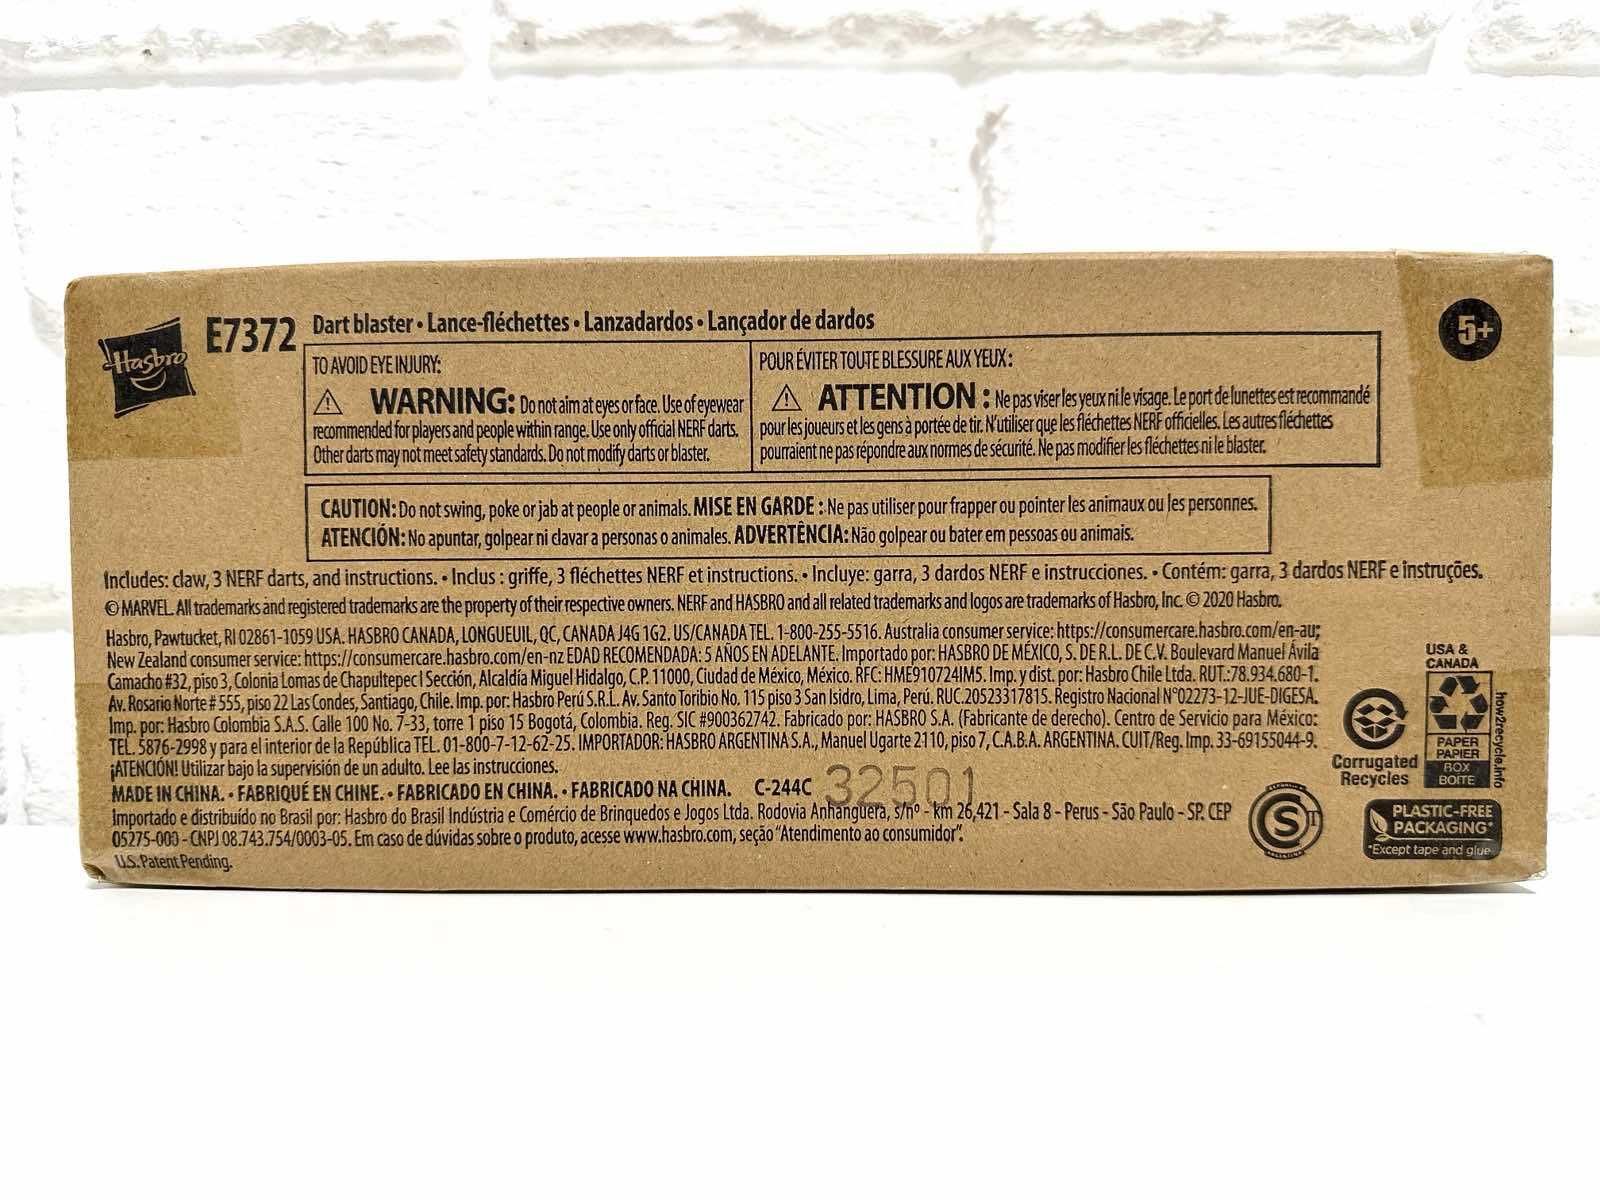 Hasbro
E7372
Dart blaster • Lance-fléchettes • Lanzadardos • Lançador de dardos
5+
TO AVOID EYE INJURY:
⚠ WARNING: Do not aim at eyes or face. Use of eyewear
recommended for players and people within range. Use only official NERF darts.
Other darts may not meet safety standards. Do not modify darts or blaster.
POUR ÉVITER TOUTE BLESSURE AUX YEUX :
⚠ ATTENTION : Ne pas viser les yeux ni le visage. Le port de lunettes est recommandé
pour les joueurs et les gens à portée de tir. N'utiliser que les fléchettes NERF officielles. Les autres fléchettes
pourraient ne pas répondre aux normes de sécurité. Ne pas modifier les fléchettes ni le blaster.
CAUTION: Do not swing, poke or jab at people or animals. MISE EN GARDE : Ne pas utiliser pour frapper ou pointer les animaux ou les personnes.
ATENCIÓN: No apuntar, golpear ni clavar a personas o animales. ADVERTÊNCIA: Não golpear ou bater em pessoas ou animais.
Includes: claw, 3 NERF darts, and instructions. • Inclus : griffe, 3 fléchettes NERF et instructions. • Incluye: garra, 3 dardos NERF e instrucciones. • Contém: garra, 3 dardos NERF e instruções.
© MARVEL. All trademarks and registered trademarks are the property of their respective owners. NERF and HASBRO and all related trademarks and logos are trademarks of Hasbro, Inc. © 2020 Hasbro.
Hasbro, Pawtucket, RI 02861-1059 USA. HASBRO CANADA, LONGUEUIL, QC, CANADA J4G 1G2. US/CANADA TEL. 1-800-255-5516. Australia consumer service: https://consumercare.hasbro.com/en-au;
New Zealand consumer service: https://consumercare.hasbro.com/en-nz EDAD RECOMENDADA: 5 AÑOS EN ADELANTE. Importado por: HASBRO DE MÉXICO, S. DE R.L. DE C.V. Boulevard Manuel Ávila
Camacho #32, piso 3, Colonia Lomas de Chapultepec I Sección, Alcaldía Miguel Hidalgo, C.P. 11000, Ciudad de México, México. RFC: HME910724IM5. Imp. y dist. por: Hasbro Chile Ltda. RUT.:78.934.680-1.
Av. Rosario Norte # 555, piso 22 Las Condes, Santiago, Chile. Imp. por: Hasbro Perú S.R.L. Av. Santo Toribio No. 115 piso 3 San Isidro, Lima, Perú. RUC.20523317815. Registro Nacional N°02273-12-JUE-DIGESA.
Imp. por: Hasbro Colombia S.A.S. Calle 100 No. 7-33, torre 1 piso 15 Bogotá, Colombia. Reg. SIC #900362742. Fabricado por: HASBRO S.A. (Fabricante de derecho). Centro de Servicio para México:
TEL. 5876-2998 y para el interior de la República TEL. 01-800-7-12-62-25. IMPORTADOR: HASBRO ARGENTINA S.A., Manuel Ugarte 2110, piso 7, C.A.B.A. ARGENTINA. CUIT/Reg. Imp. 33-69155044-9.
¡ATENCIÓN! Utilizar bajo la supervisión de un adulto. Lee las instrucciones.
MADE IN CHINA. • FABRIQUÉ EN CHINE. • FABRICADO EN CHINA. • FABRICADO NA CHINA. C-244C 32501
Importado e distribuído no Brasil por: Hasbro do Brasil Indústria e Comércio de Brinquedos e Jogos Ltda. Rodovia Anhanguera, s/nº - km 26,421 - Sala 8 - Perus - São Paulo - SP. CEP
05275-000 - CNPJ 08.743.754/0003-05. Em caso de dúvidas sobre o produto, acesse www.hasbro.com, seção "Atendimento ao consumidor".
U.S. Patent Pending.
S
Corrugated
Recycles
USA &
CANADA
PAPER
PAPIER
BOX
BOÎTE
how2recycle.info
PLASTIC-FREE
PACKAGING*
*Except tape and glue